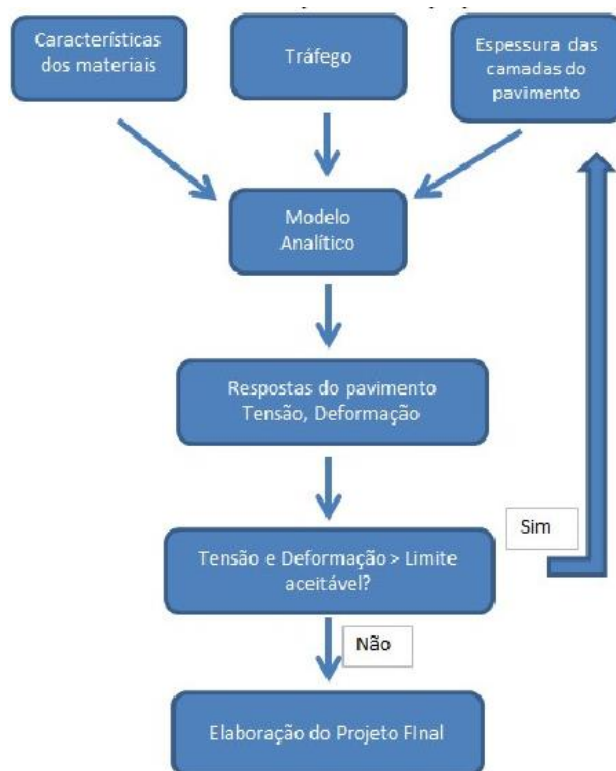 Características
dos materiais
Tráfego
Espessura das
camadas do
pavimento
Modelo
Analítico
Respostas do pavimento
Tensão, Deformação
Sim
Tensão e Deformação > Limite
aceitável?
Não
Elaboração do Projeto FInal